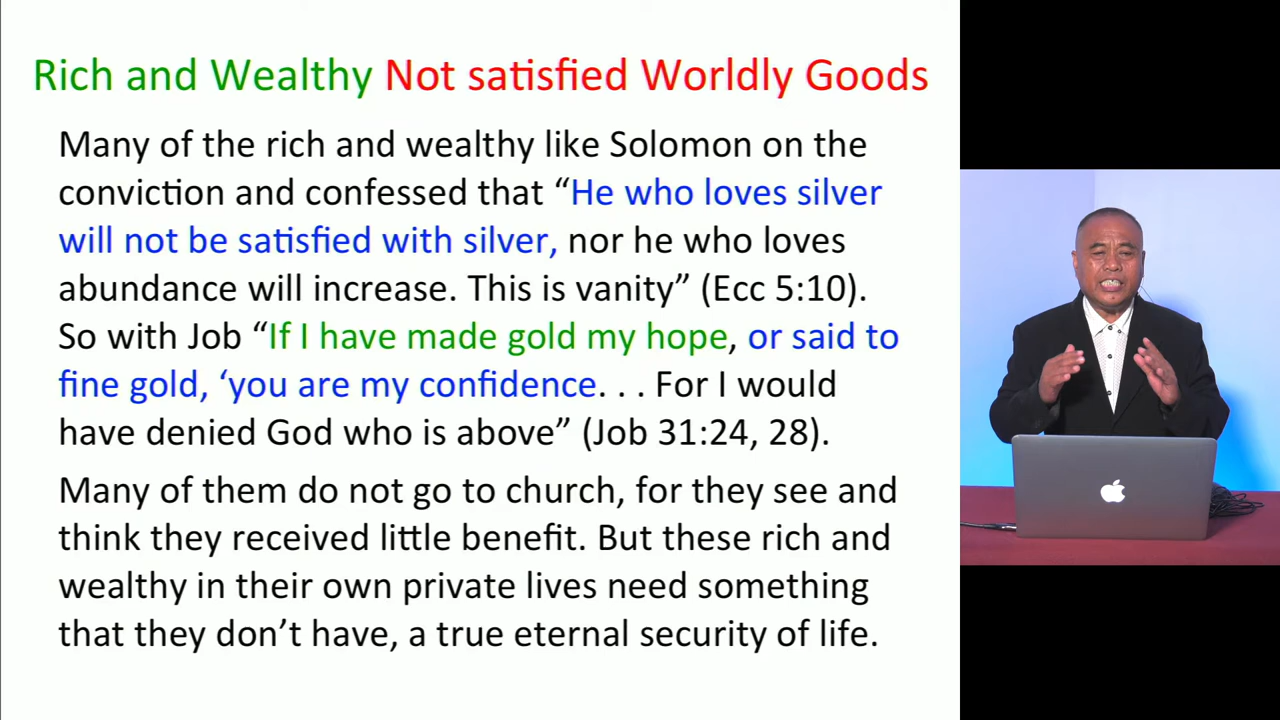 Rich and Wealthy Not satisfied Worldly Goods
Many of the rich and wealthy like Solomon on the
conviction and confessed that “He who loves silver
will not be satisfied with silver, nor he who loves
abundance will increase. This is vanity” (Ecc 5:10).
So with Job “If I have made gold my hope, or said to
fine gold, ‘you are my confidence. . . For I would
have denied God who is above” (Job 31:24, 28).
Many of them do not go to church, for they see and
think they received little benefit. But these rich and
wealthy in their own private lives need something
that they don’t have, a true eternal security of life.